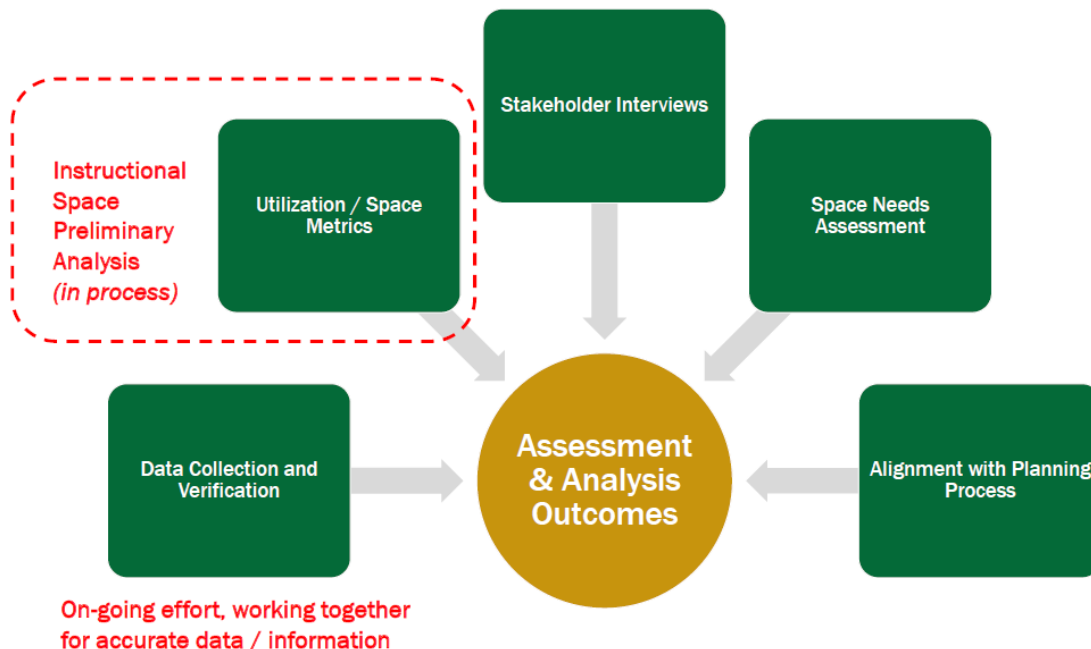 Stakeholder Interviews
Instructional
Space
Preliminary
Analysis
(in process)
Utilization / Space
Metrics
Space Needs
Assessment
Data Collection and
Verification
Assessment
& Analysis
Outcomes
Alignment with Planning
Process
On-going effort, working together
for accurate data / information